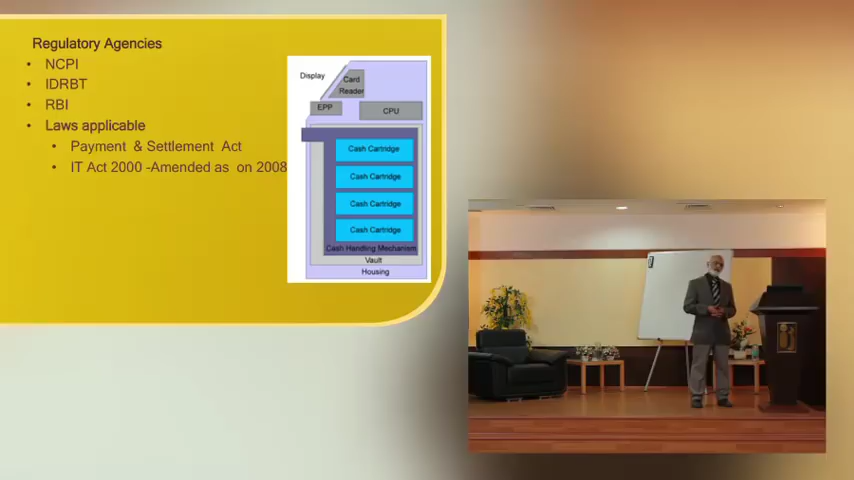 Regulatory Agencies
• NCPI
• IDRBT
• RBI
• Laws applicable
• Payment & Settlement Act
• IT Act 2000 -Amended as on 2008
Display
Card
Reader
EPP
CPU
Cash Cartridge
Cash Cartridge
Cash Cartridge
Cash Cartridge
Cash Handling Mechanism
Vault
Housing